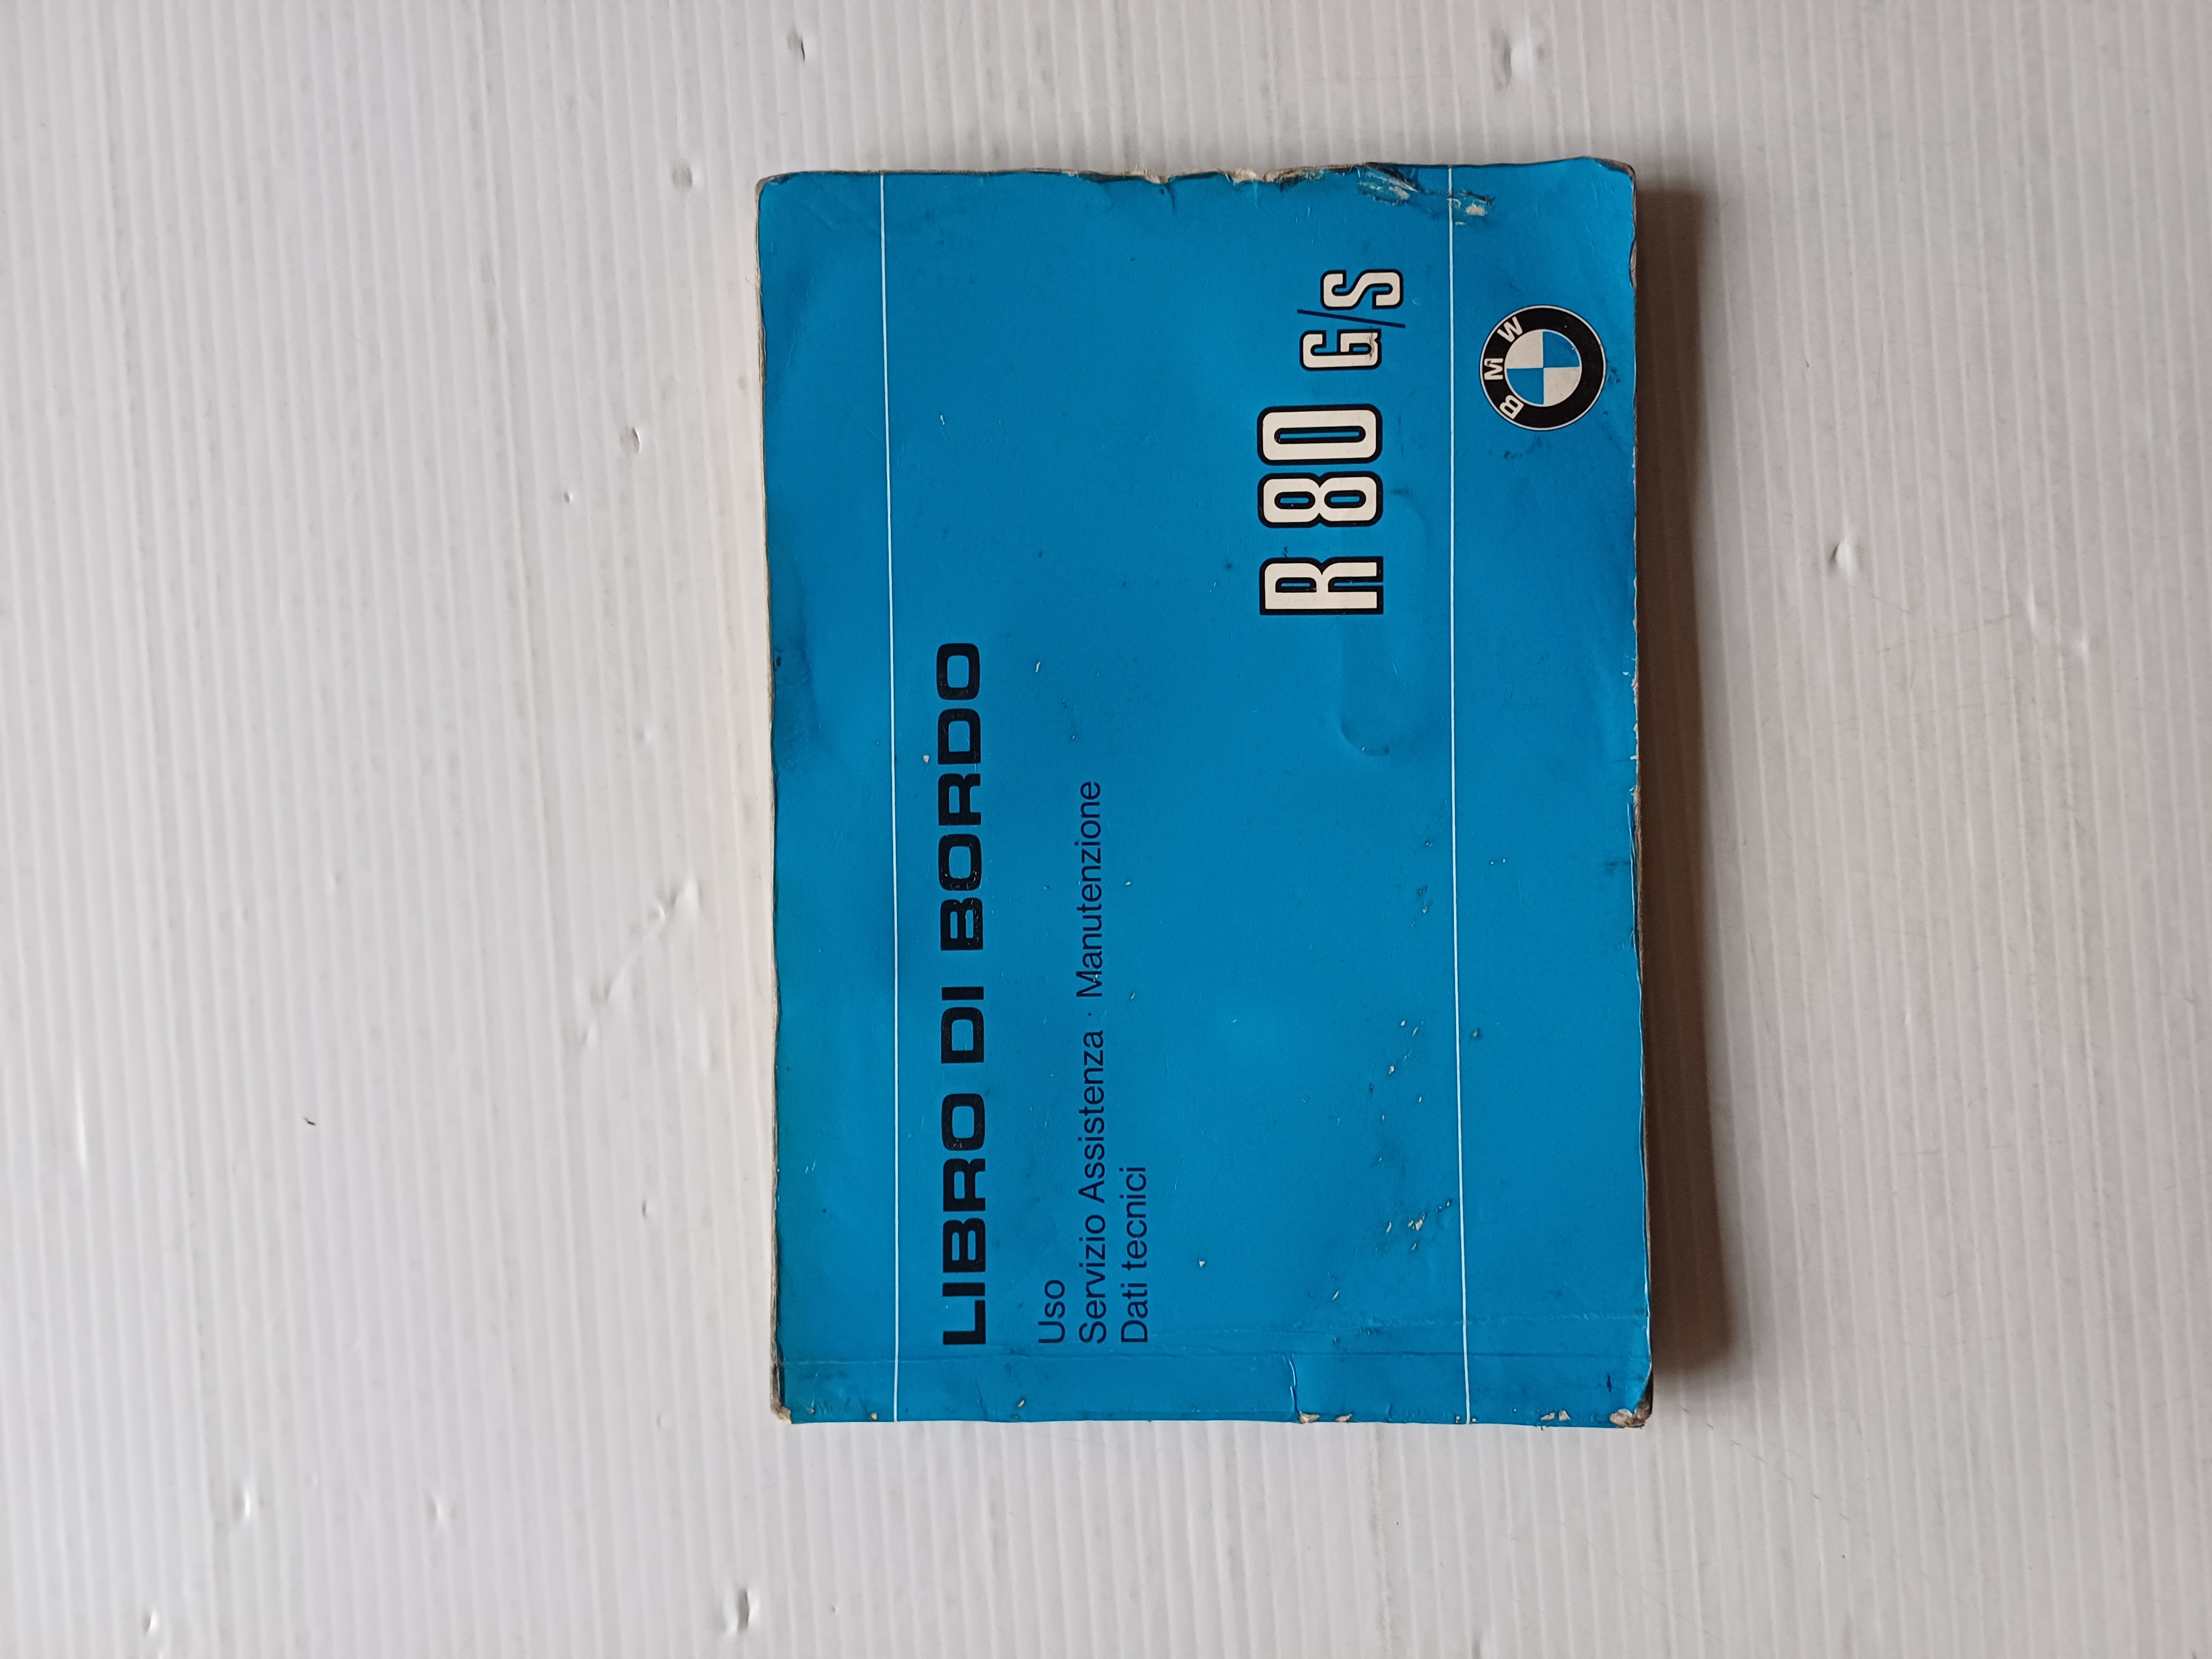 LIBRO DI BORDO
Uso
Servizio Assistenza · Manutenzione
Dati tecnici
R 80 G/S
BMW